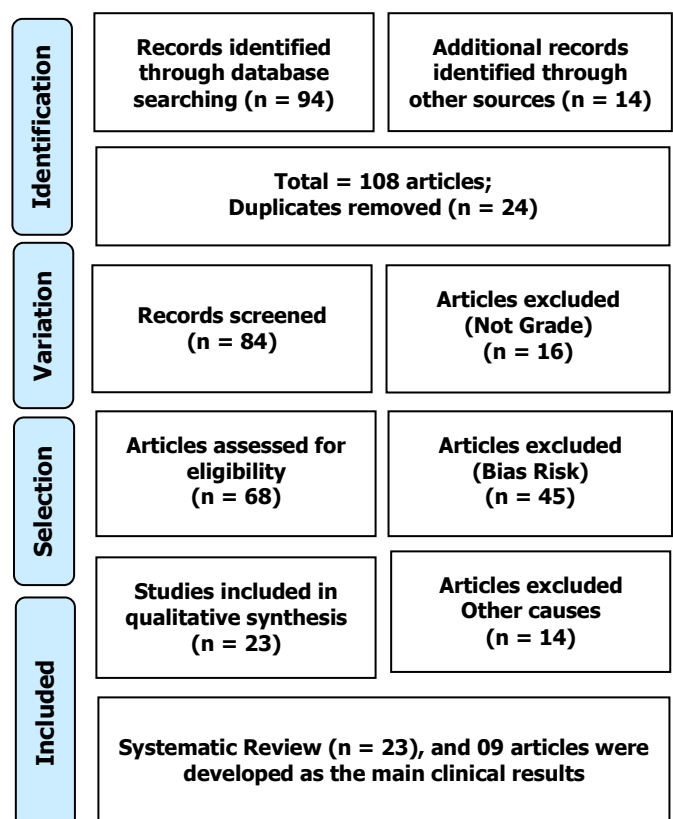 Identification
Records identified
through database
searching (n = 94)
Additional records
identified through
other sources (n = 14)
Total = 108 articles;
Duplicates removed (n = 24)
Variation
Records screened
(n = 84)
Articles excluded
(Not Grade)
(n = 16)
Selection
Articles assessed for
eligibility
(n = 68)
Articles excluded
(Bias Risk)
(n = 45)
Included
Studies included in
qualitative synthesis
(n = 23)
Articles excluded
Other causes
(n = 14)
Systematic Review (n = 23), and 09 articles were
developed as the main clinical results